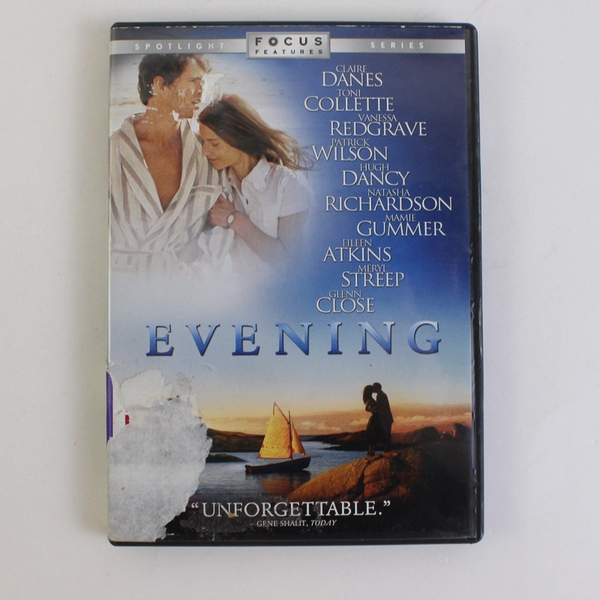 SPOTLIGHT FOCUS FEATURES SERIES
CLAIRE
DANES
TONI
COLLETTE
VANESSA
REDGRAVE
PATRICK
WILSON
HUGH
DANCY
NATASHA
RICHARDSON
MAMIE
GUMMER
EILEEN
ATKINS
MERYL
STREEP
GLENN
CLOSE
EVENING
“UNFORGETTABLE.”
– GENE SHALIT, TODAY